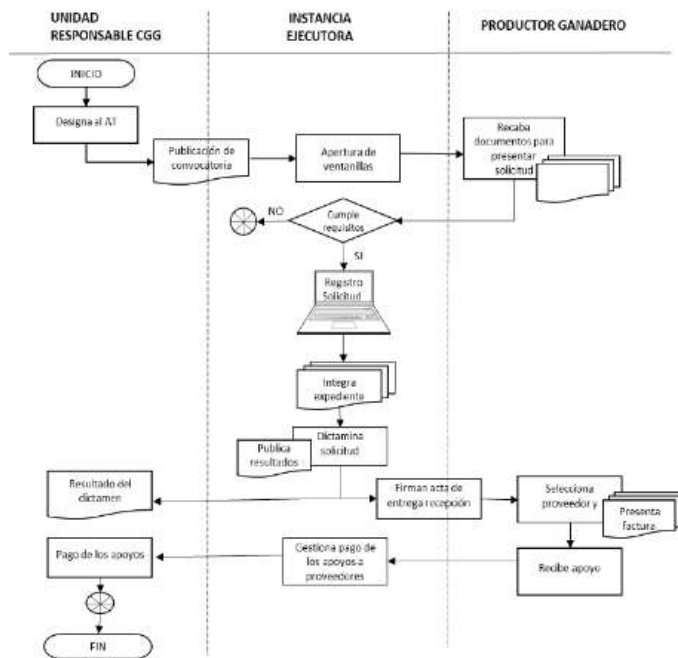 UNIDAD
RESPONSABLE CGG
INSTANCIA
EJECUTORA
PRODUCTOR GANADERO
INICIO
Designa al AT
Publicación de
convocatoria
Apertura de
ventanillas
Recaba
documentos para
presentar
solicitud
NO
Cumple
requisitos
SI
Registro
Solicitud
Integra
expediente
Dictamina
solicitud
Publica
resultados
Resultado del
dictamen
Firman acta de
entrega recepción
Selecciona
proveedor y
Presenta
factura
Pago de los apoyos
Gestiona pago de
los apoyos a
proveedores
Recibe apoyo
FIN